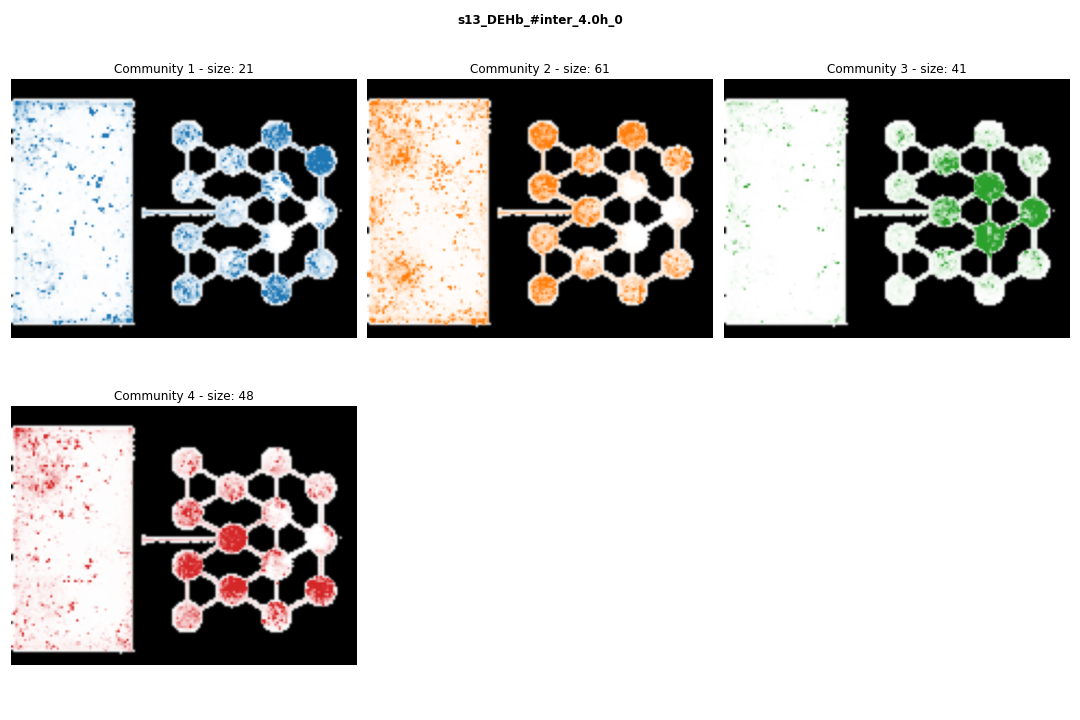 s13_DEHb_#inter_4.0h_0
Community 1 - size: 21
Community 2 - size: 61
Community 3 - size: 41
Community 4 - size: 48